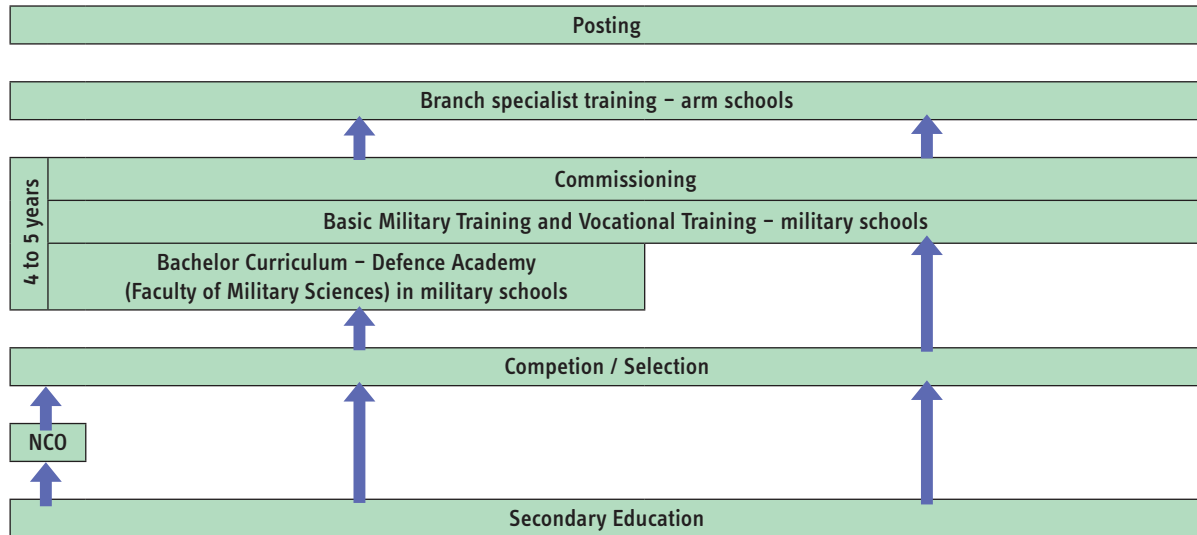 Posting
Branch specialist training – arm schools
4 to 5 years
Commissioning
Basic Military Training and Vocational Training – military schools
Bachelor Curriculum – Defence Academy
(Faculty of Military Sciences) in military schools
Competion / Selection
NCO
Secondary Education